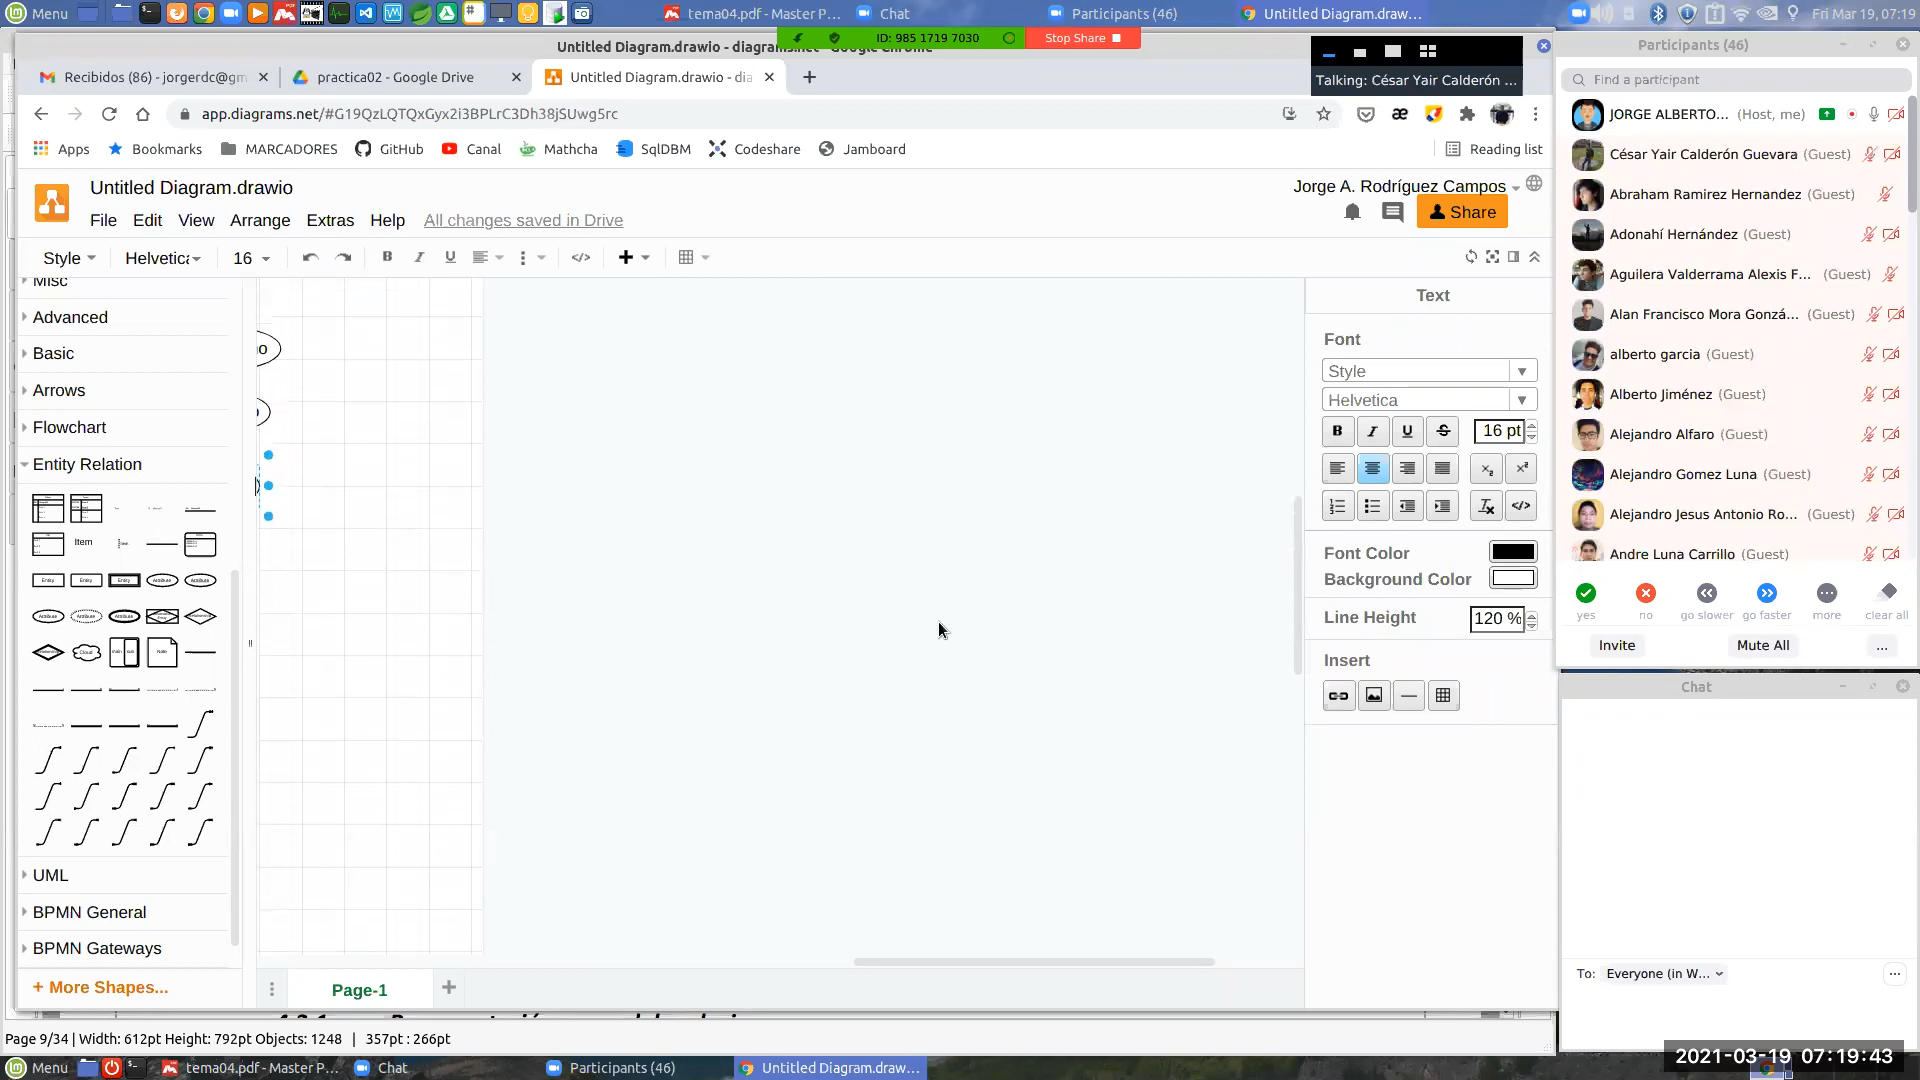 Menu
tema04.pdf - Master P...
Chat
Participants (46)
Untitled Diagram.draw...
Fri Mar 19, 07:19
Untitled Diagram.drawio - diagrams.net - Google Chrome
ID: 985 1719 7030
Stop Share
Talking: César Yair Calderón ...
Recibidos (86) - jorgerdc@gm
practica02 - Google Drive
Untitled Diagram.drawio - dia
app.diagrams.net/#G19QzLQTQxGyx2i3BPLrC3Dh38jSUwg5rc
Apps
Bookmarks
MARCADORES
GitHub
Canal
Mathcha
SqlDBM
Codeshare
Jamboard
Reading list
Untitled Diagram.drawio
Jorge A. Rodríguez Campos
File Edit View Arrange Extras Help
All changes saved in Drive
Share
Style
Helvetica
16
Misc
Advanced
Basic
Arrows
Flowchart
Entity Relation
Item
Entity Entity Entity Attribute Attribute
Attribute Attribute Attribute
Cloud
Note
UML
BPMN General
BPMN Gateways
+ More Shapes...
Page-1
Text
Font
Style
Helvetica
16 pt
Font Color
Background Color
Line Height
120 %
Insert
Participants (46)
Find a participant
JORGE ALBERTO... (Host, me)
César Yair Calderón Guevara (Guest)
Abraham Ramirez Hernandez (Guest)
Adonahí Hernández (Guest)
Aguilera Valderrama Alexis F... (Guest)
Alan Francisco Mora Gonzá... (Guest)
alberto garcia (Guest)
Alberto Jiménez (Guest)
Alejandro Alfaro (Guest)
Alejandro Gomez Luna (Guest)
Alejandro Jesus Antonio Ro... (Guest)
Andre Luna Carrillo (Guest)
yes no go slower go faster more clear all
Invite
Mute All
...
Chat
To: Everyone (in W...
Page 9/34 | Width: 612pt Height: 792pt Objects: 1248 | 357pt : 266pt
Menu
tema04.pdf - Master P...
Chat
Participants (46)
Untitled Diagram.draw...
2021-03-19 07:19:43